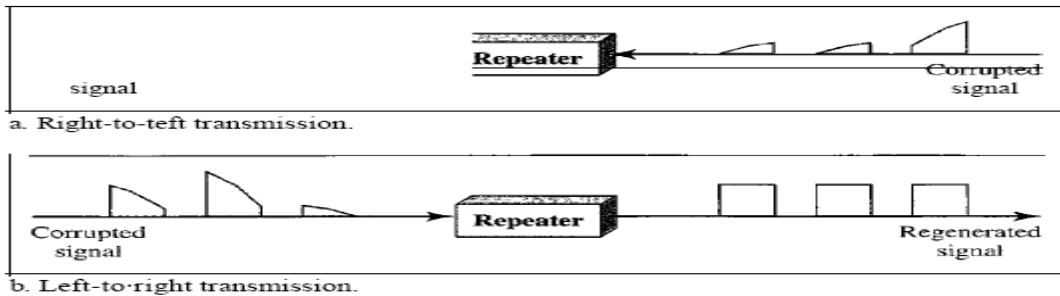 Repeater
Corrupted
signal
signal
a. Right-to-teft transmission.
Repeater
Corrupted
signal
Regenerated
signal
b. Left-to·right transmission.